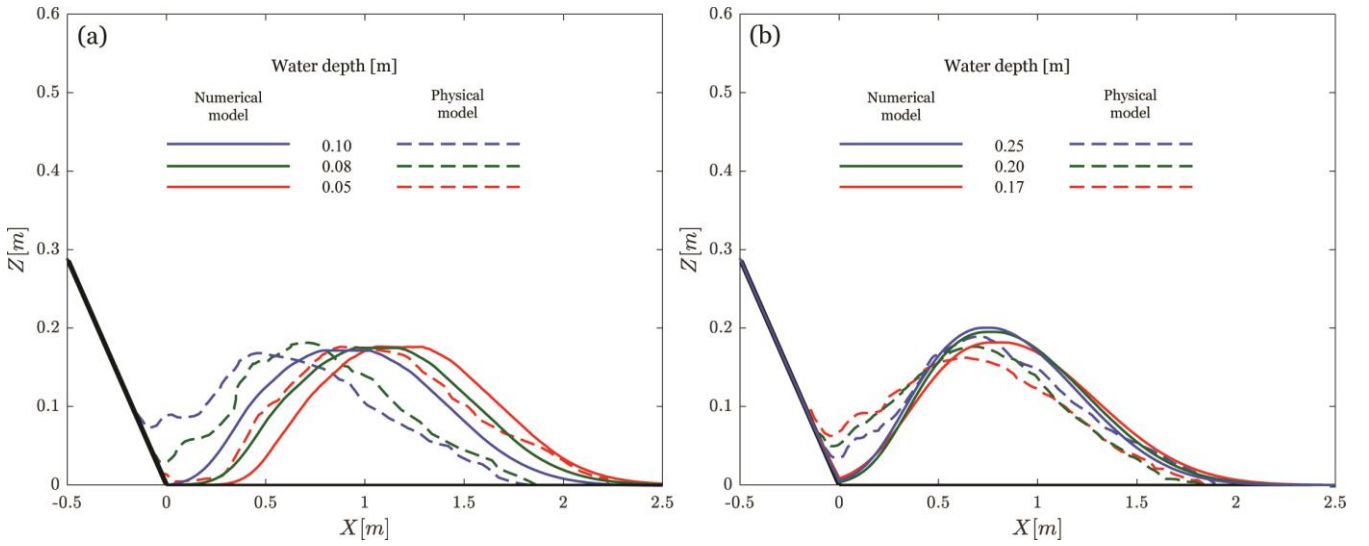 (a)
Water depth [m]
Numerical model
Physical model
0.10
0.08
0.05
Z[m]
0.6
0.5
0.4
0.3
0.2
0.1
0
-0.5
0
0.5
1
1.5
2
2.5
X[m]
(b)
Water depth [m]
Numerical model
Physical model
0.25
0.20
0.17
Z[m]
0.6
0.5
0.4
0.3
0.2
0.1
0
-0.5
0
0.5
1
1.5
2
2.5
X[m]